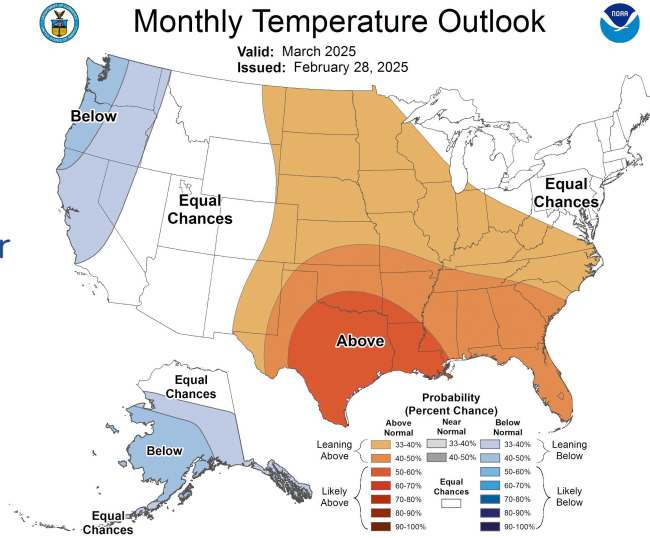 NOAA
Monthly Temperature Outlook
Valid: March 2025
Issued: February 28, 2025
Below
Equal
Chances
Equal
Chances
r
Above
Equal
Chances
Below
Equal
Chances
Probability
(Percent Chance)
Above
Normal
Near
Normal
Below
Normal
Leaning
Above
33-40%
33-40%
33-40%
Leaning
Below
40-50%
40-50%
40-50%
Likely
Above
50-60%
50-60%
60-70%
60-70%
70-80%
70-80%
80-90%
80-90%
90-100%
90-100%
Equal
Chances
Likely
Below